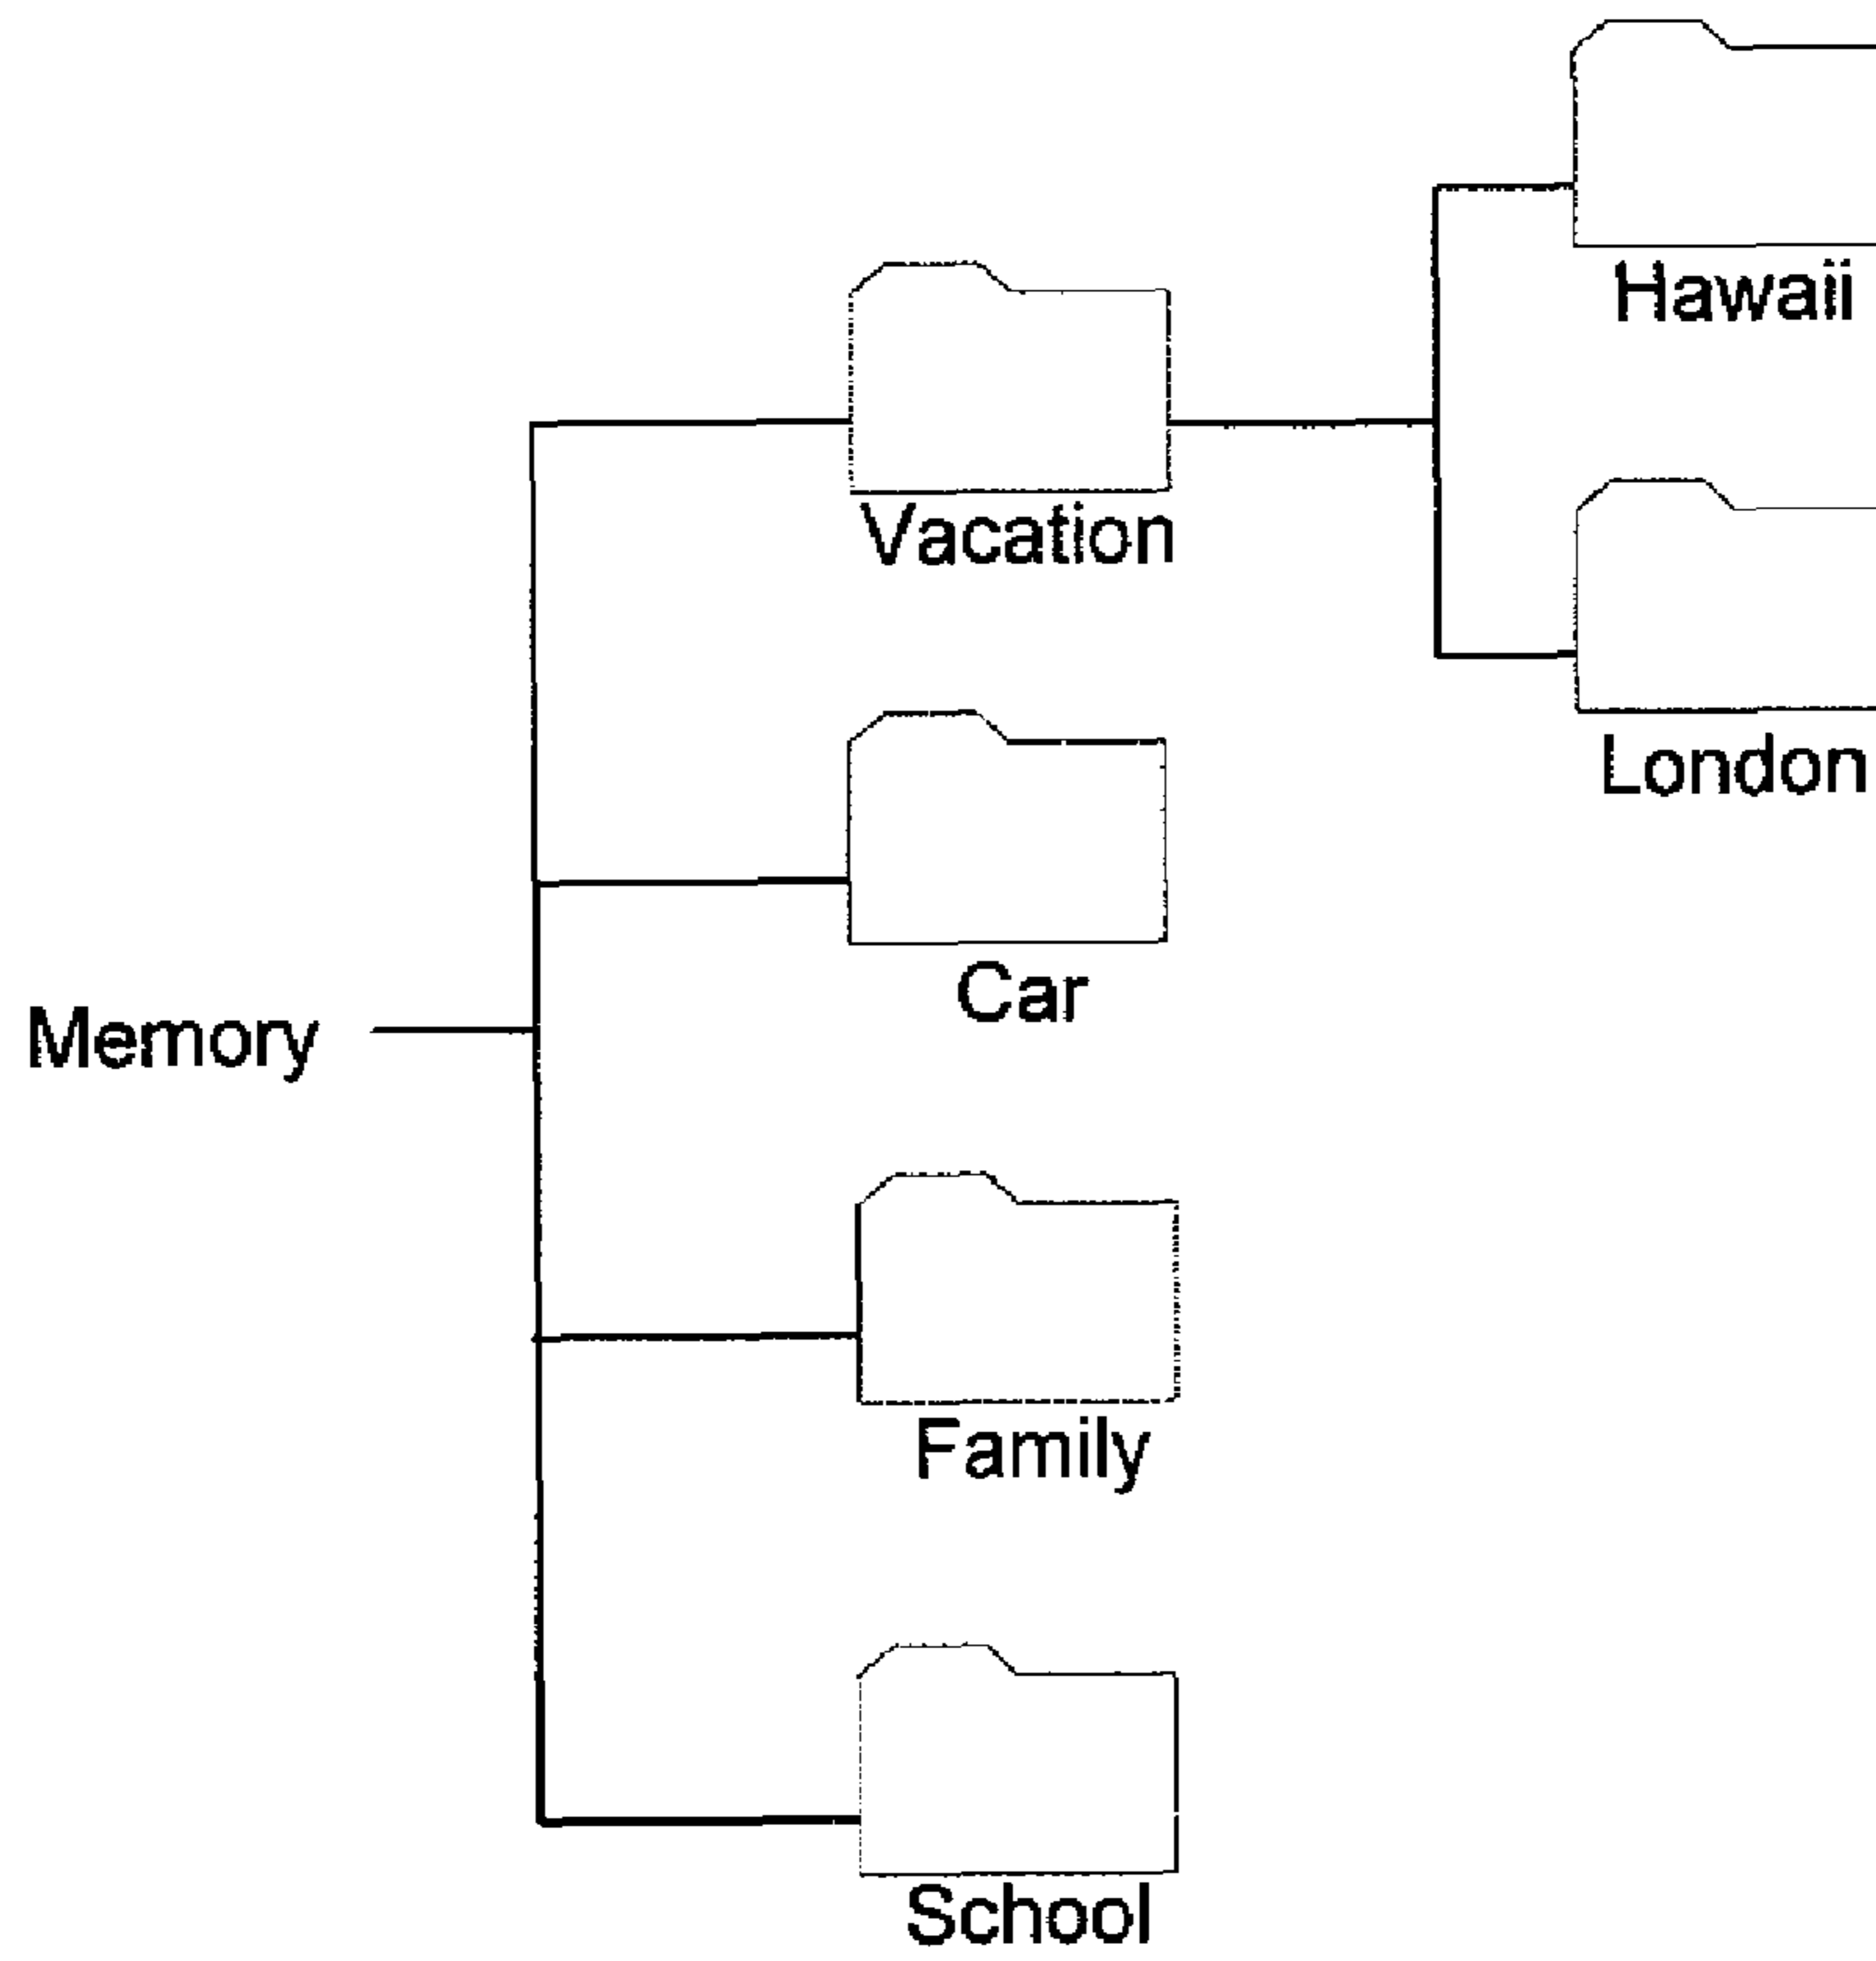 Hawaii
Vacation
London
Car
Memory
Family
School